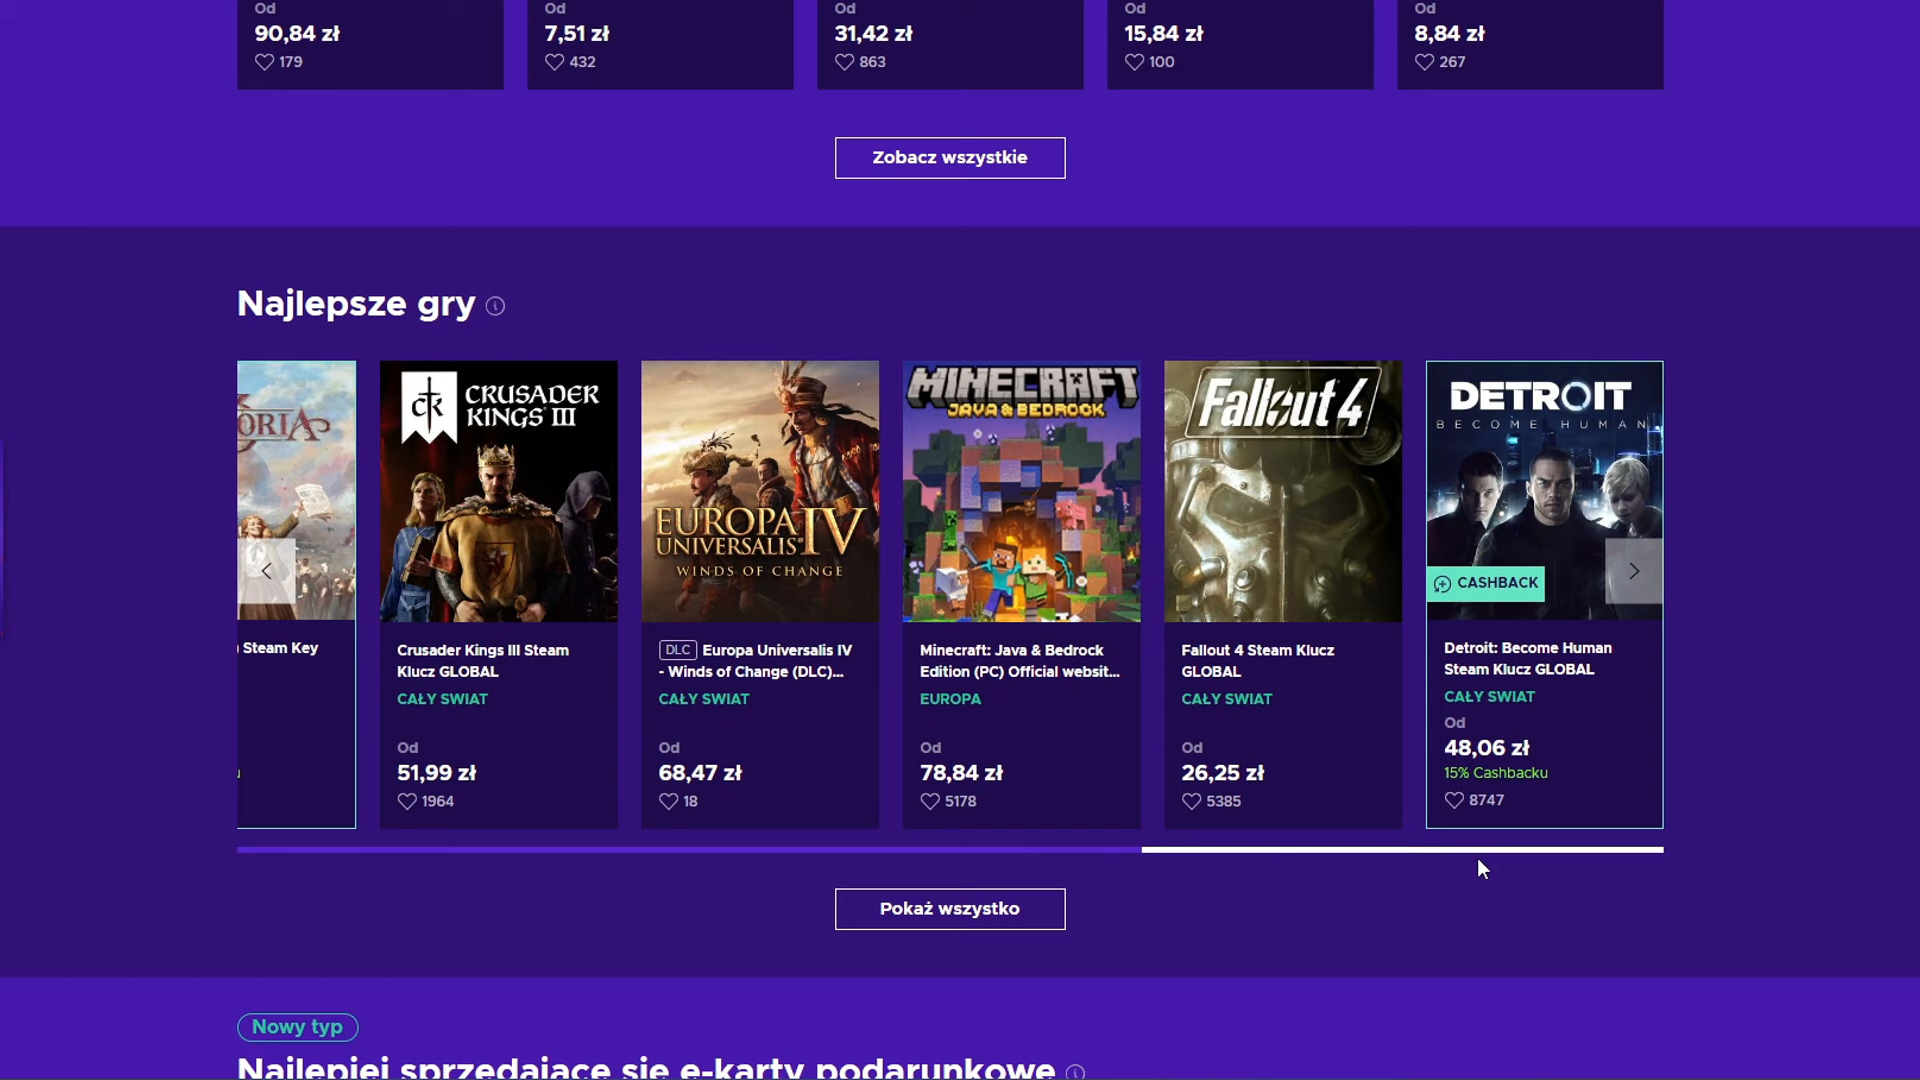 Od
90,84 zł
179
Od
7,51 zł
432
Od
31,42 zł
863
Od
15,84 zł
100
Od
8,84 zł
267
Zobacz wszystkie
Najlepsze gry
ORIA
Steam Key
CRUSADER
KINGS III
Crusader Kings III Steam
Klucz GLOBAL
CAŁY SWIAT
Od
51,99 zł
1964
EUROPA
UNIVERSALIS IV
WINDS OF CHANGE
DLC Europa Universalis IV
- Winds of Change (DLC)...
CAŁY SWIAT
Od
68,47 zł
18
MINECRAFT
JAVA & BEDROCK
Minecraft: Java & Bedrock
Edition (PC) Official websit...
EUROPA
Od
78,84 zł
5178
Fallout 4
Fallout 4 Steam Klucz
GLOBAL
CAŁY SWIAT
Od
26,25 zł
5385
DETROIT
BECOME HUMAN
CASHBACK
Detroit: Become Human
Steam Klucz GLOBAL
CAŁY SWIAT
Od
48,06 zł
15% Cashbacku
8747
Pokaż wszystko
Nowy typ
Najlepiej sprzedające się e-karty podarunkowe